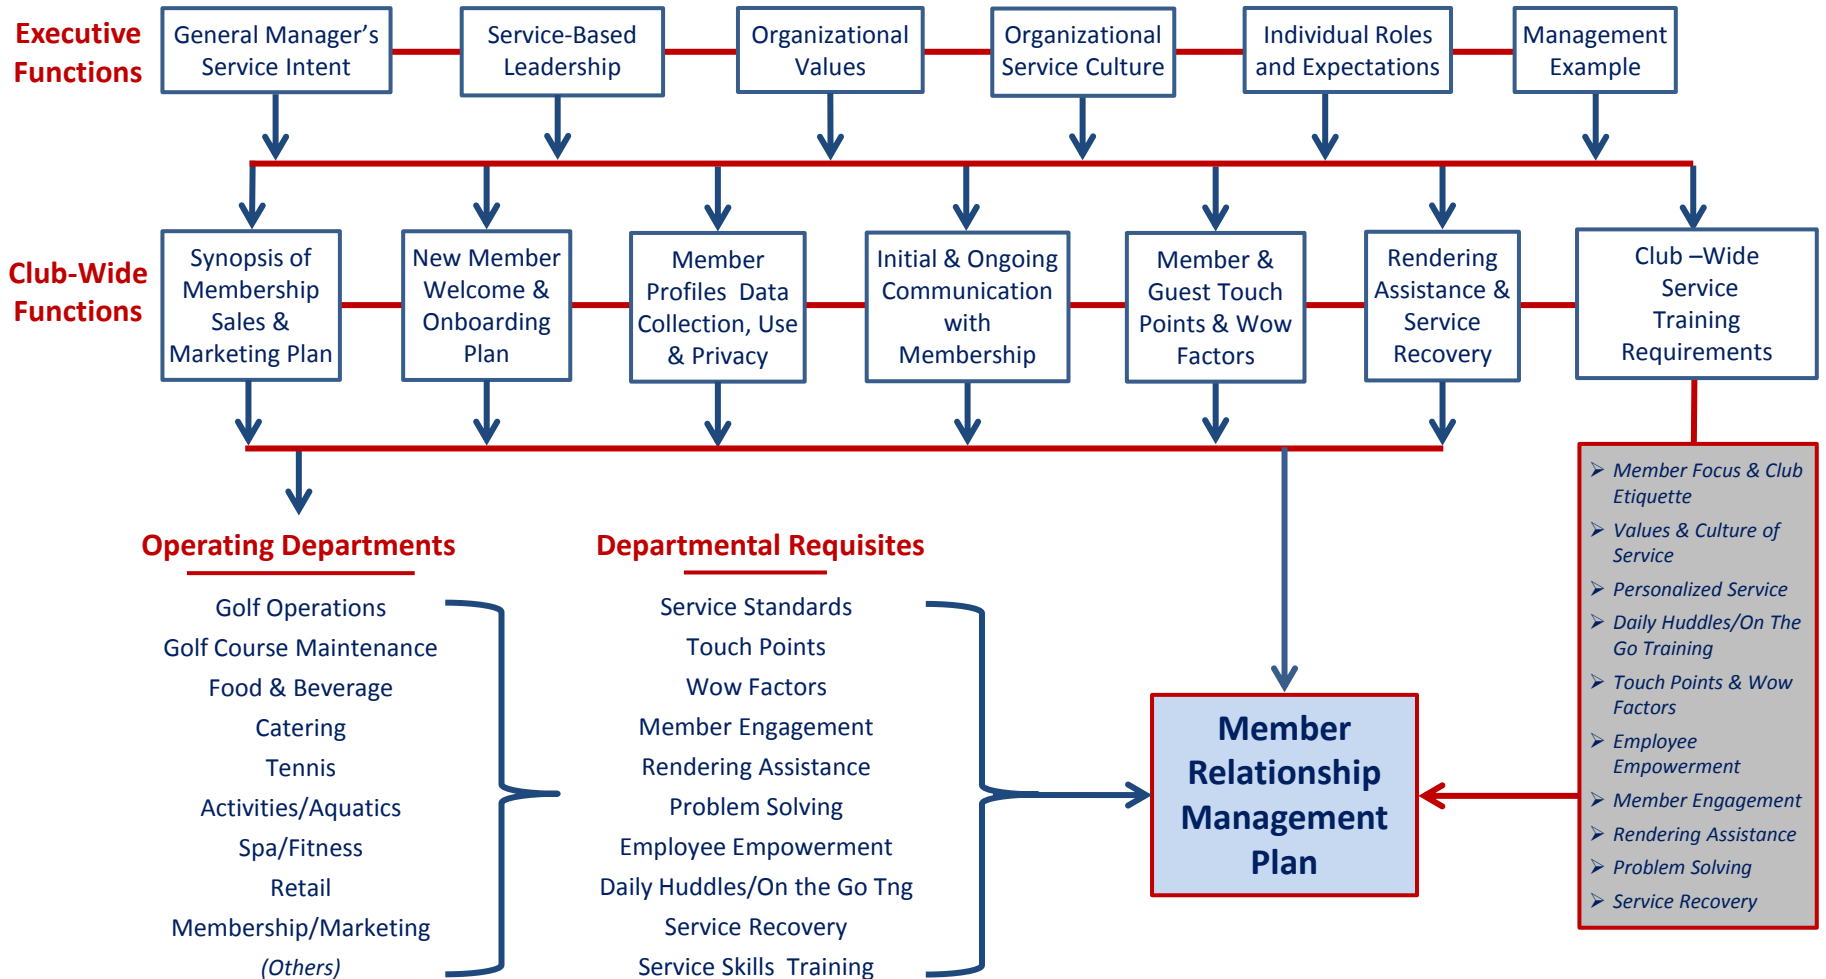 Executive
Functions
General Manager’s
Service Intent
Service-Based
Leadership
Organizational
Values
Organizational
Service Culture
Individual Roles
and Expectations
Management
Example
Club-Wide
Functions
Synopsis of
Membership
Sales &
Marketing Plan
New Member
Welcome &
Onboarding
Plan
Member
Profiles  Data
Collection, Use
& Privacy
Initial & Ongoing
Communication
with
Membership
Member &
Guest Touch
Points & Wow
Factors
Rendering
Assistance &
Service
Recovery
Club –Wide
Service
Training
Requirements
Operating Departments
Golf Operations
Golf Course Maintenance
Food & Beverage
Catering
Tennis
Activities/Aquatics
Spa/Fitness
Retail
Membership/Marketing
(Others)
Departmental Requisites
Service Standards
Touch Points
Wow Factors
Member Engagement
Rendering Assistance
Problem Solving
Employee Empowerment
Daily Huddles/On the Go Tng
Service Recovery
Service Skills  Training
Member
Relationship
Management
Plan
➢ Member Focus & Club
Etiquette
➢ Values & Culture of
Service
➢ Personalized Service
➢ Daily Huddles/On The
Go Training
➢ Touch Points & Wow
Factors
➢ Employee
Empowerment
➢ Member Engagement
➢ Rendering Assistance
➢ Problem Solving
➢ Service Recovery